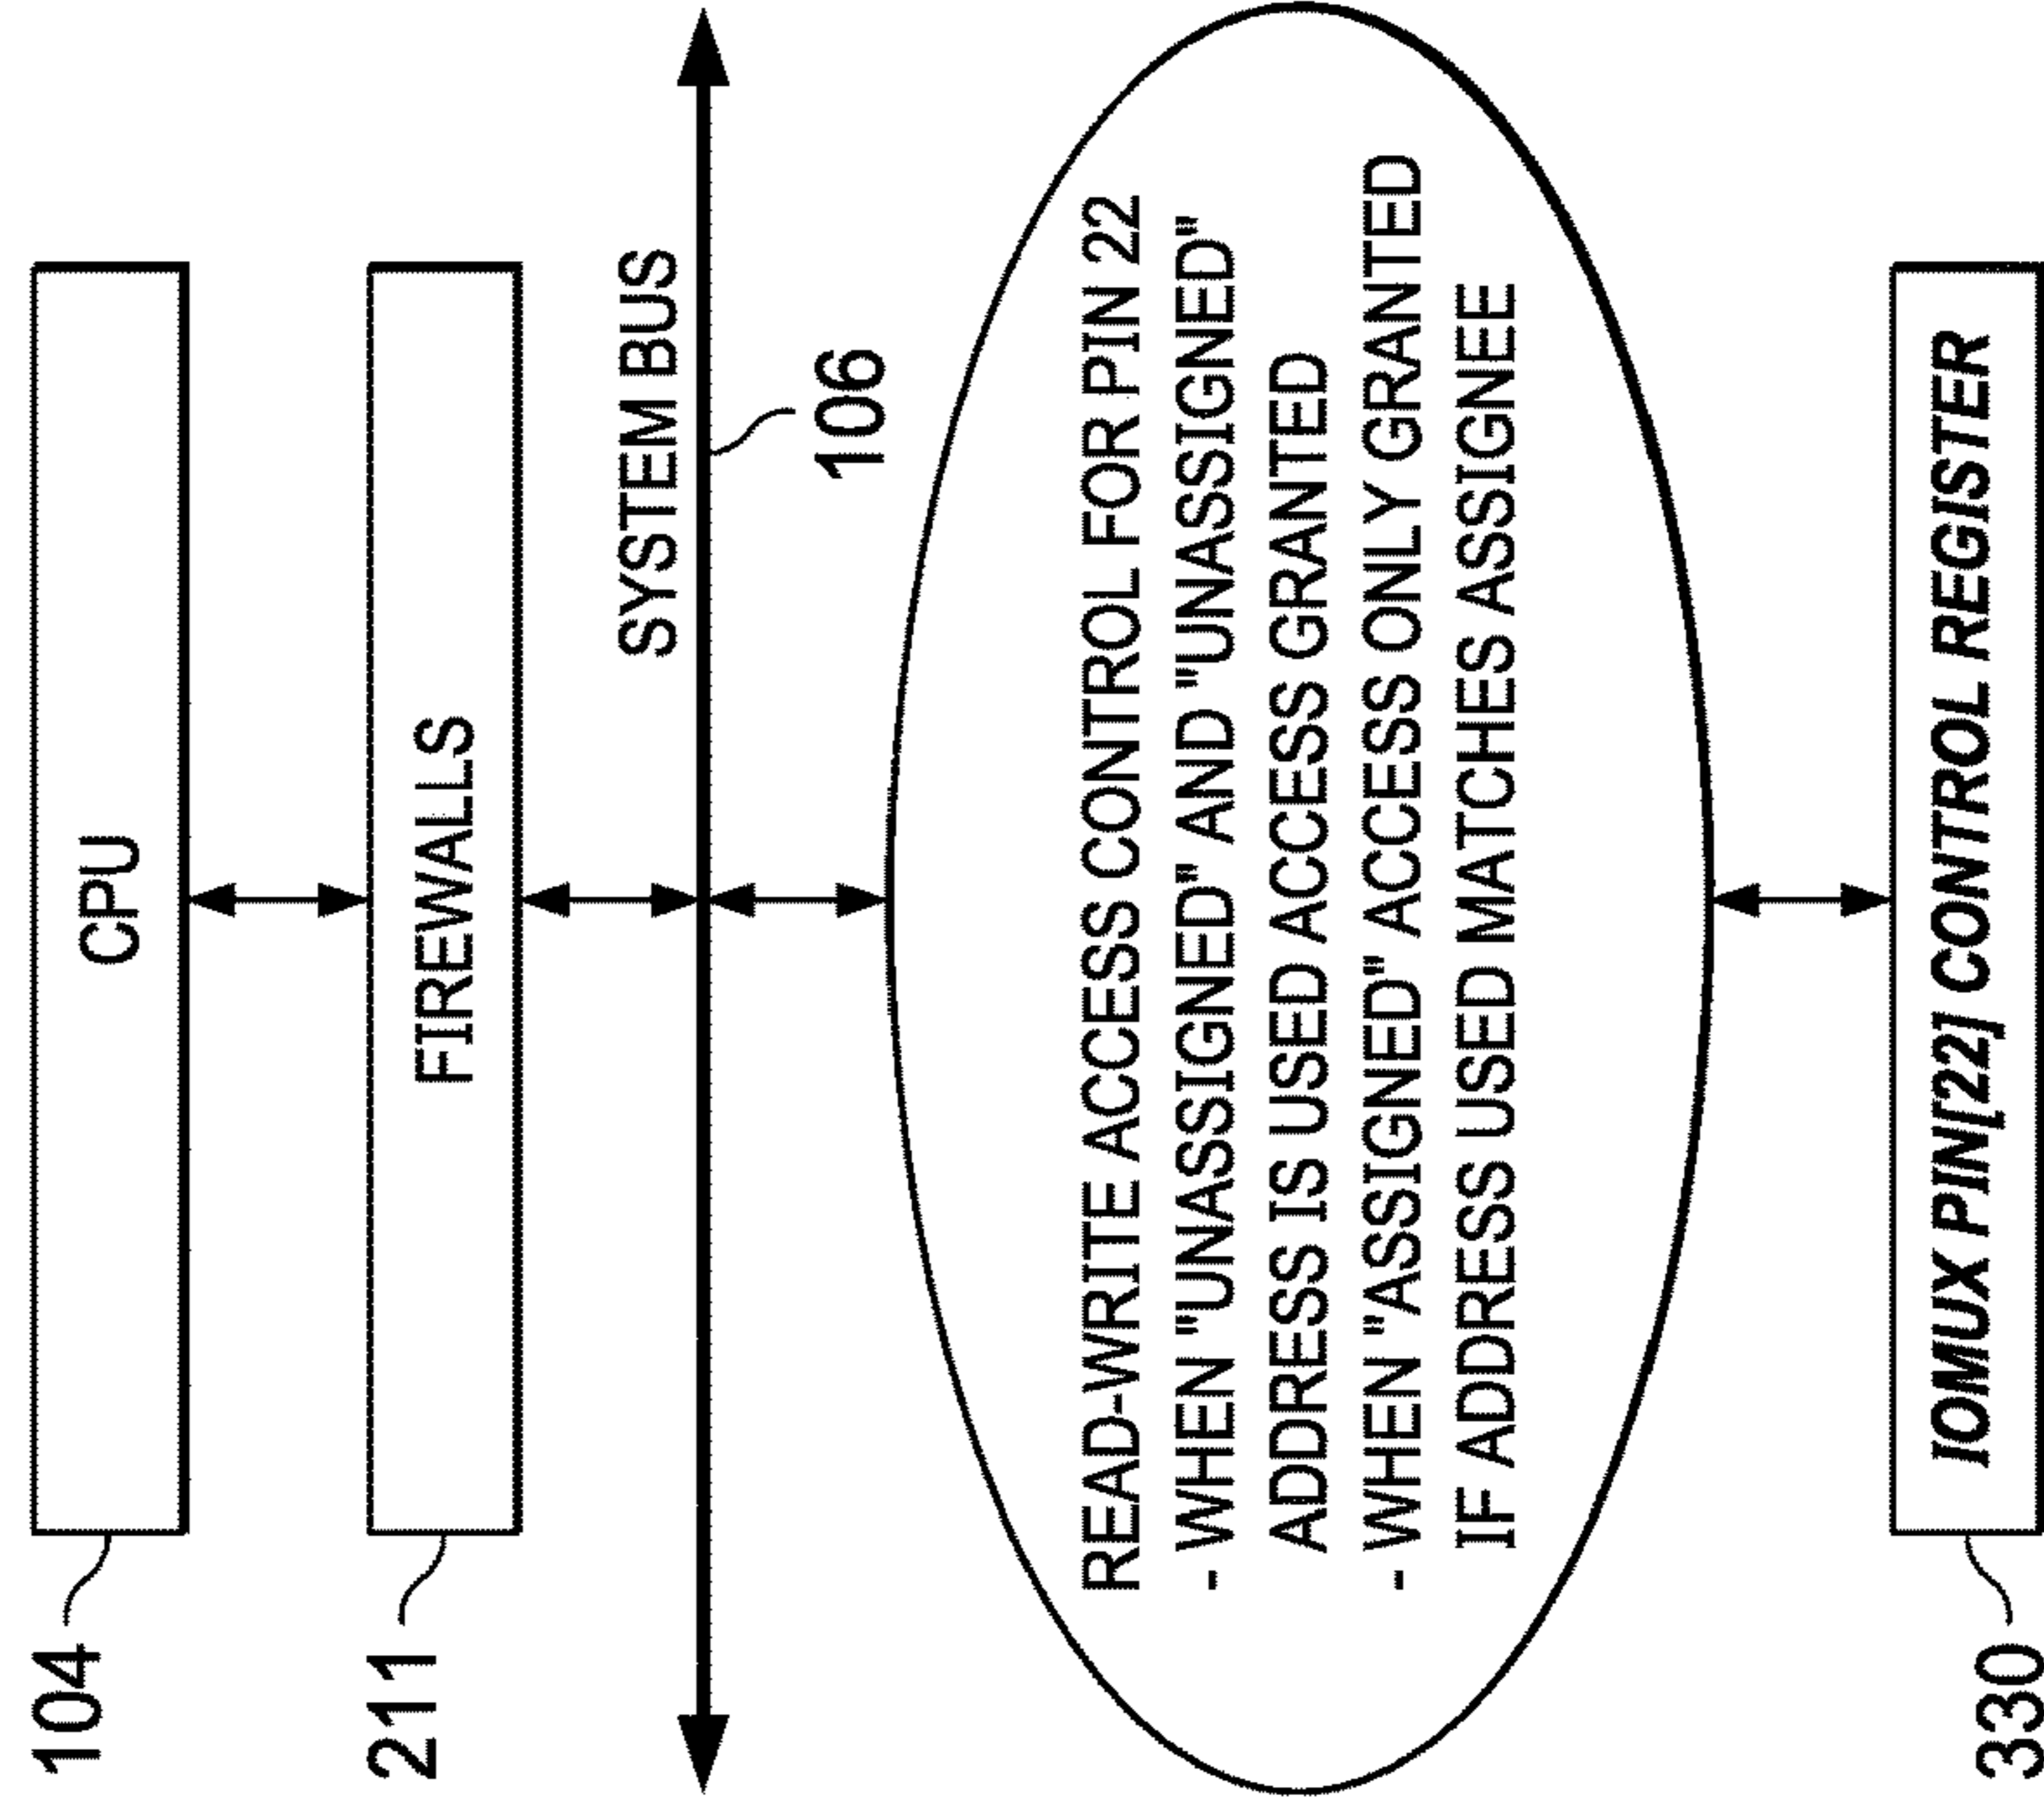 104
CPU
211
FIREWALLS
SYSTEM BUS
106
READ-WRITE ACCESS CONTROL FOR PIN 22
- WHEN "UNASSIGNED" AND "UNASSIGNED"
ADDRESS IS USED ACCESS GRANTED
- WHEN "ASSIGNED" ACCESS ONLY GRANTED
IF ADDRESS USED MATCHES ASSIGNEE
330
IOMUX PIN[22] CONTROL REGISTER